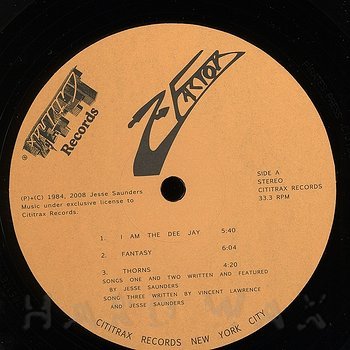 Z-FACTOR
CITITRAX
Records
(P)+(C) 1984, 2008 Jesse Saunders
Music under exclusive license to
Cititrax Records.
SIDE A
STEREO
CITITRAX RECORDS
33.3 RPM
1. I AM THE DEE JAY 5:40
2. FANTASY 6:04
3. THORNS 4:20
SONGS ONE AND TWO WRITTEN AND FEATURED
BY JESSE SAUNDERS
SONG THREE WRITTEN BY VINCENT LAWRENCE
AND JESSE SAUNDERS
CITITRAX RECORDS NEW YORK CITY